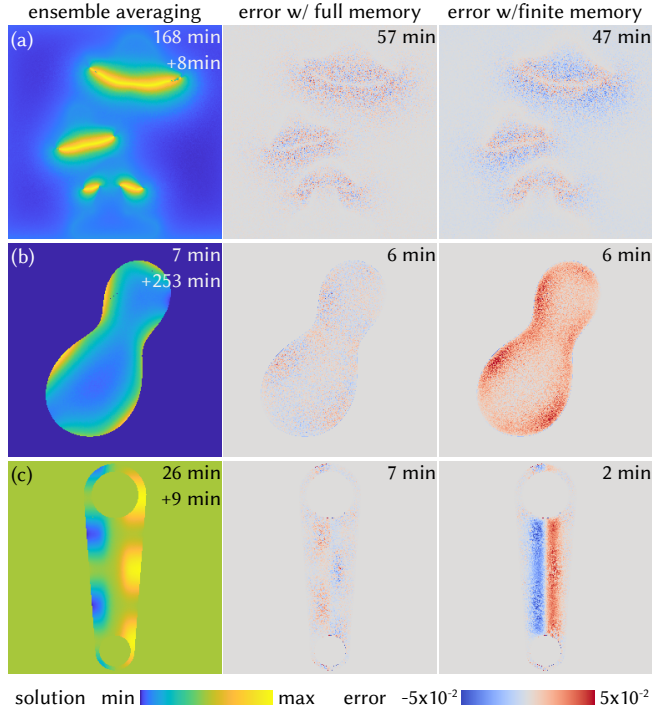 ensemble averaging error w/ full memory error w/finite memory
(a) 168 min 57 min 47 min
+8min
(b) 7 min 6 min 6 min
+253 min
(c) 26 min 7 min 2 min
+9 min
solution min max error -5x10⁻² 5x10⁻²